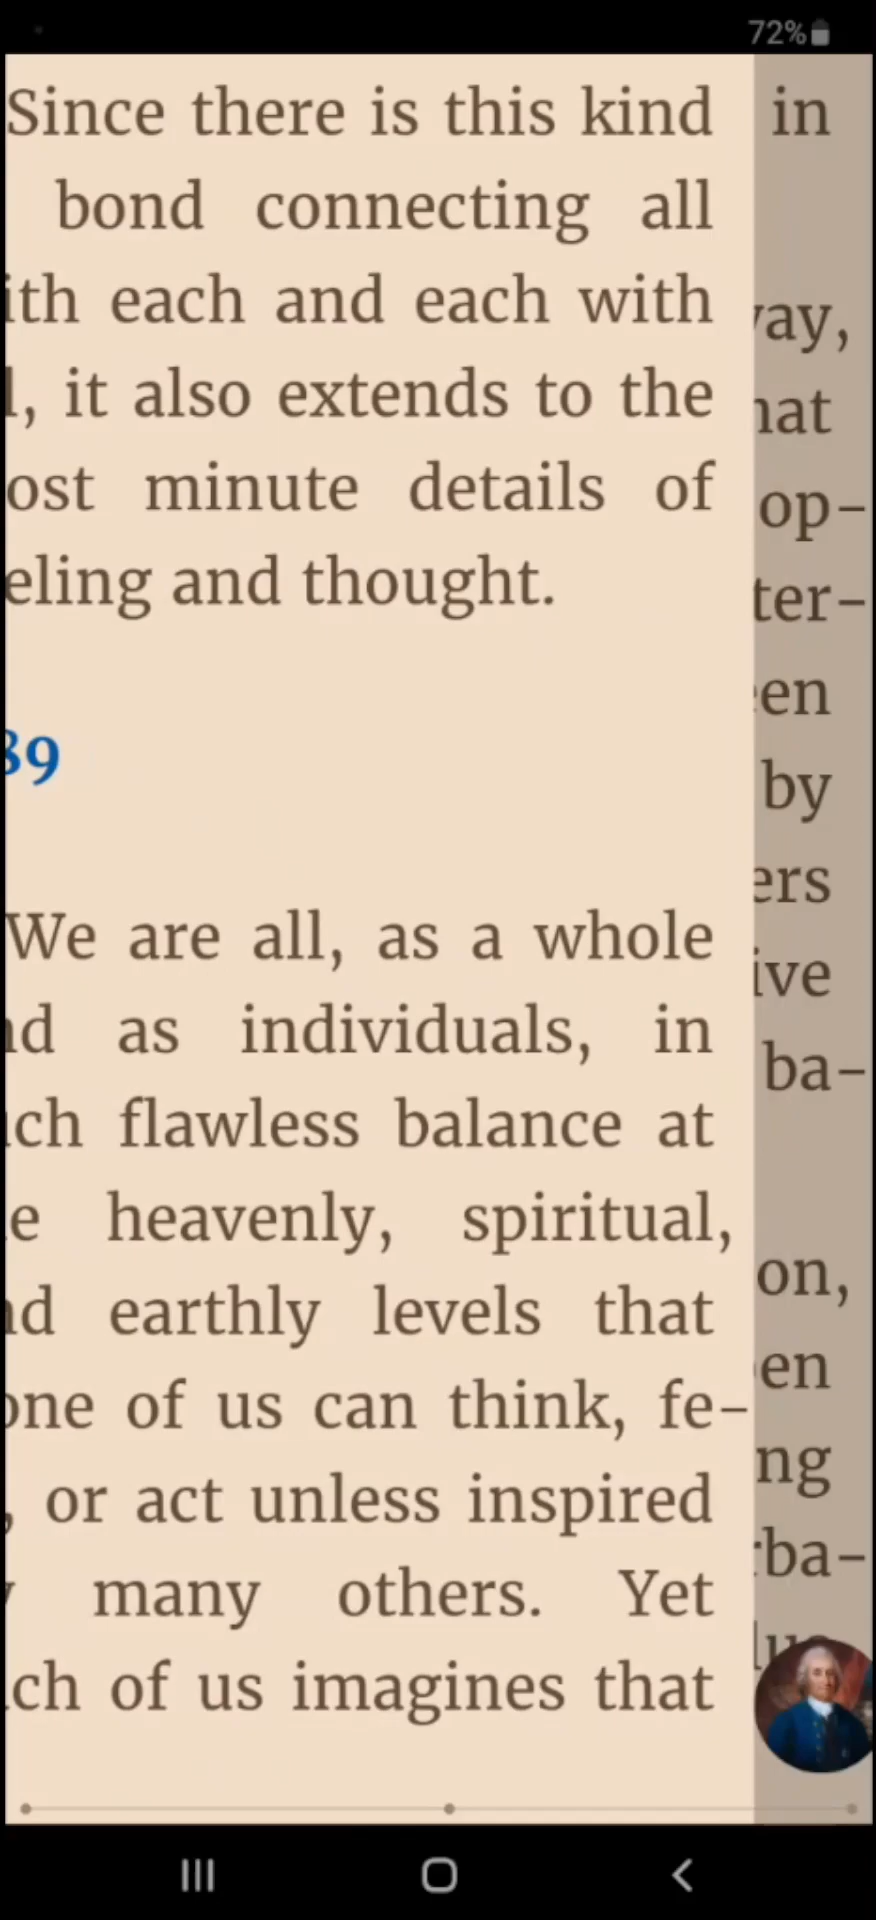 72%
Since there is this kind
bond connecting all
ith each and each with
l, it also extends to the
ost minute details of
eling and thought.
39
We are all, as a whole
nd as individuals, in
ch flawless balance at
e heavenly, spiritual,
nd earthly levels that
one of us can think, fe-
, or act unless inspired
many others. Yet
ch of us imagines that
in
ay,
hat
op-
ter-
en
by
ers
ive
ba-
on,
en
ng
ba-